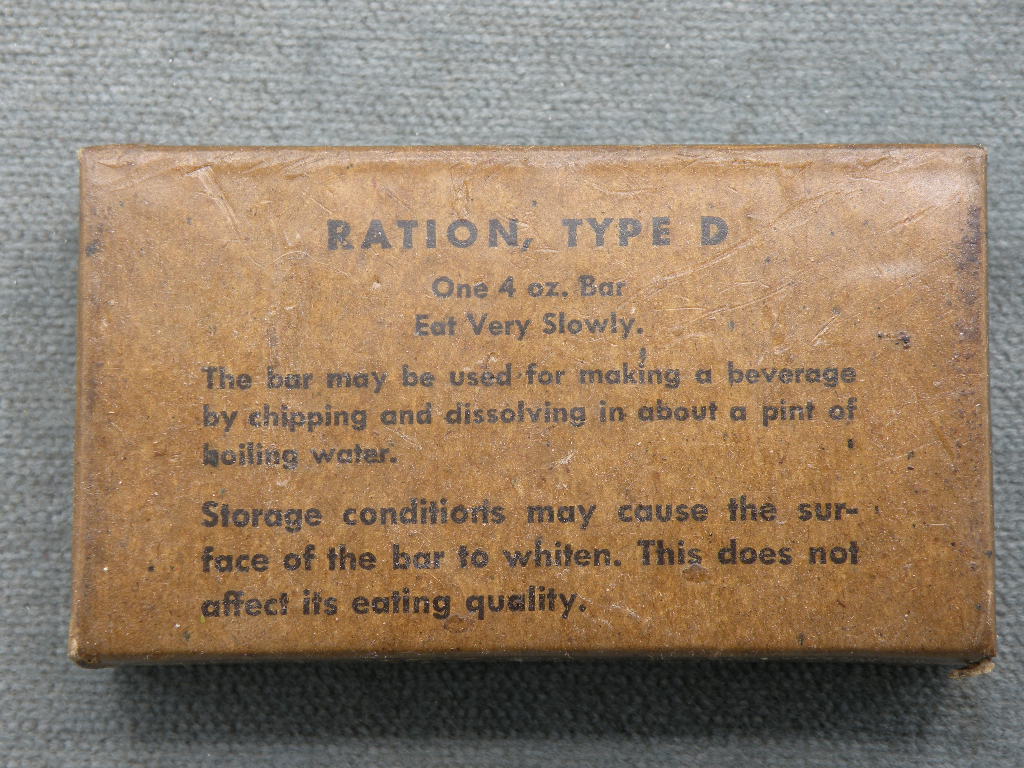 RATION, TYPE D
One 4 oz. Bar
Eat Very Slowly.
The bar may be used for making a beverage
by chipping and dissolving in about a pint of
boiling water.
Storage conditions may cause the sur-
face of the bar to whiten. This does not
affect its eating quality.